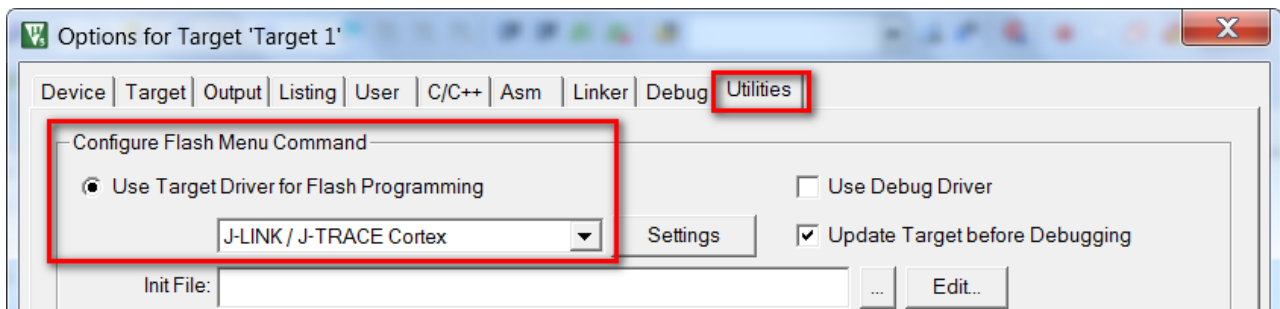 Options for Target 'Target 1'
Device Target Output Listing User C/C++ Asm Linker Debug Utilities
Configure Flash Menu Command
Use Target Driver for Flash Programming Use Debug Driver
J-LINK / J-TRACE Cortex Settings Update Target before Debugging
Init File: ... Edit...